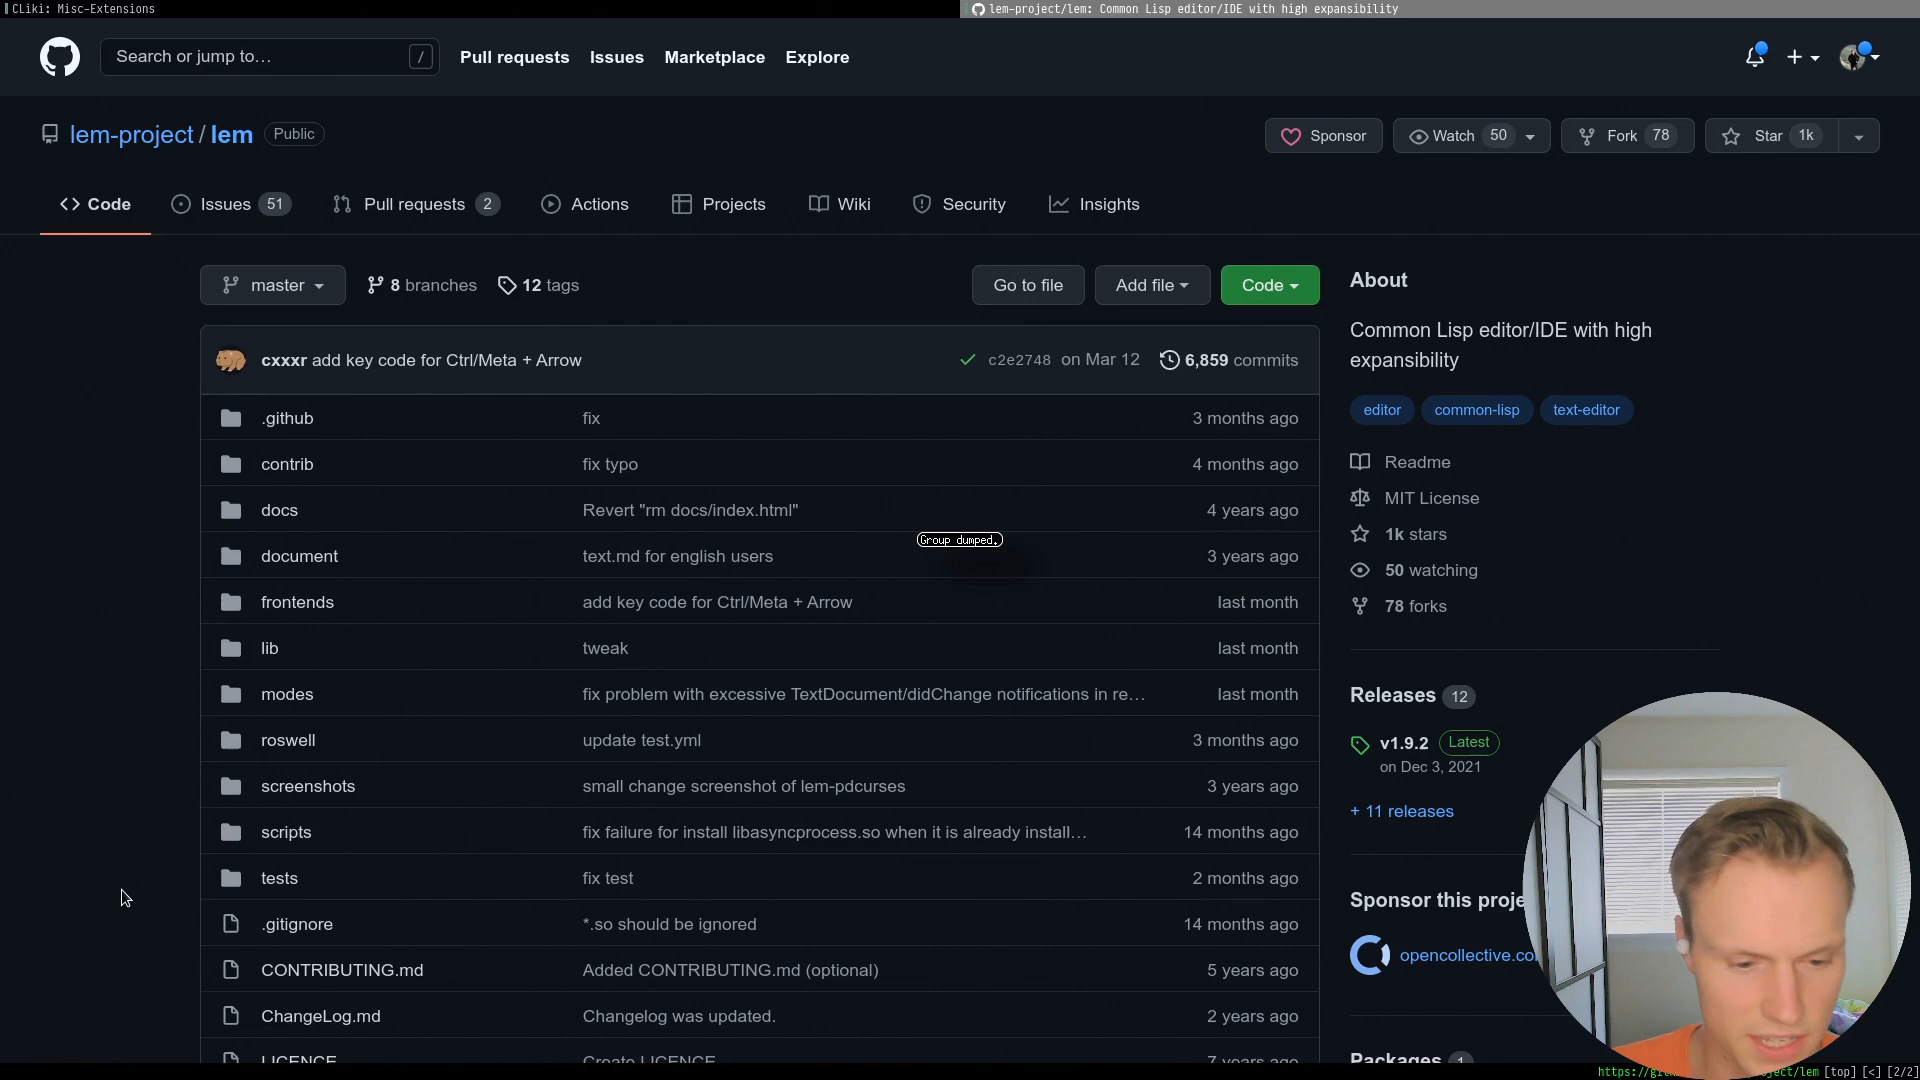 CLiki: Misc-Extensions
lem-project/lem: Common Lisp editor/IDE with high expansibility
Search or jump to…
/
Pull requests
Issues
Marketplace
Explore
lem-project / lem
Public
Sponsor
Watch 50
Fork 78
Star 1k
Code
Issues 51
Pull requests 2
Actions
Projects
Wiki
Security
Insights
master
8 branches
12 tags
Go to file
Add file
Code
cxxxr add key code for Ctrl/Meta + Arrow
c2e2748 on Mar 12
6,859 commits
.github fix 3 months ago
contrib fix typo 4 months ago
docs Revert "rm docs/index.html" 4 years ago
Group dumped.
document text.md for english users 3 years ago
frontends add key code for Ctrl/Meta + Arrow last month
lib tweak last month
modes fix problem with excessive TextDocument/didChange notifications in re… last month
roswell update test.yml 3 months ago
screenshots small change screenshot of lem-pdcurses 3 years ago
scripts fix failure for install libasyncprocess.so when it is already install… 14 months ago
tests fix test 2 months ago
.gitignore *.so should be ignored 14 months ago
CONTRIBUTING.md Added CONTRIBUTING.md (optional) 5 years ago
ChangeLog.md Changelog was updated. 2 years ago
LICENCE Create LICENCE 7 years ago
About
Common Lisp editor/IDE with high
expansibility
editor
common-lisp
text-editor
Readme
MIT License
1k stars
50 watching
78 forks
Releases 12
v1.9.2 Latest
on Dec 3, 2021
+ 11 releases
Sponsor this proje
opencollective.co
Packages 1
[top] [<] [2/2]